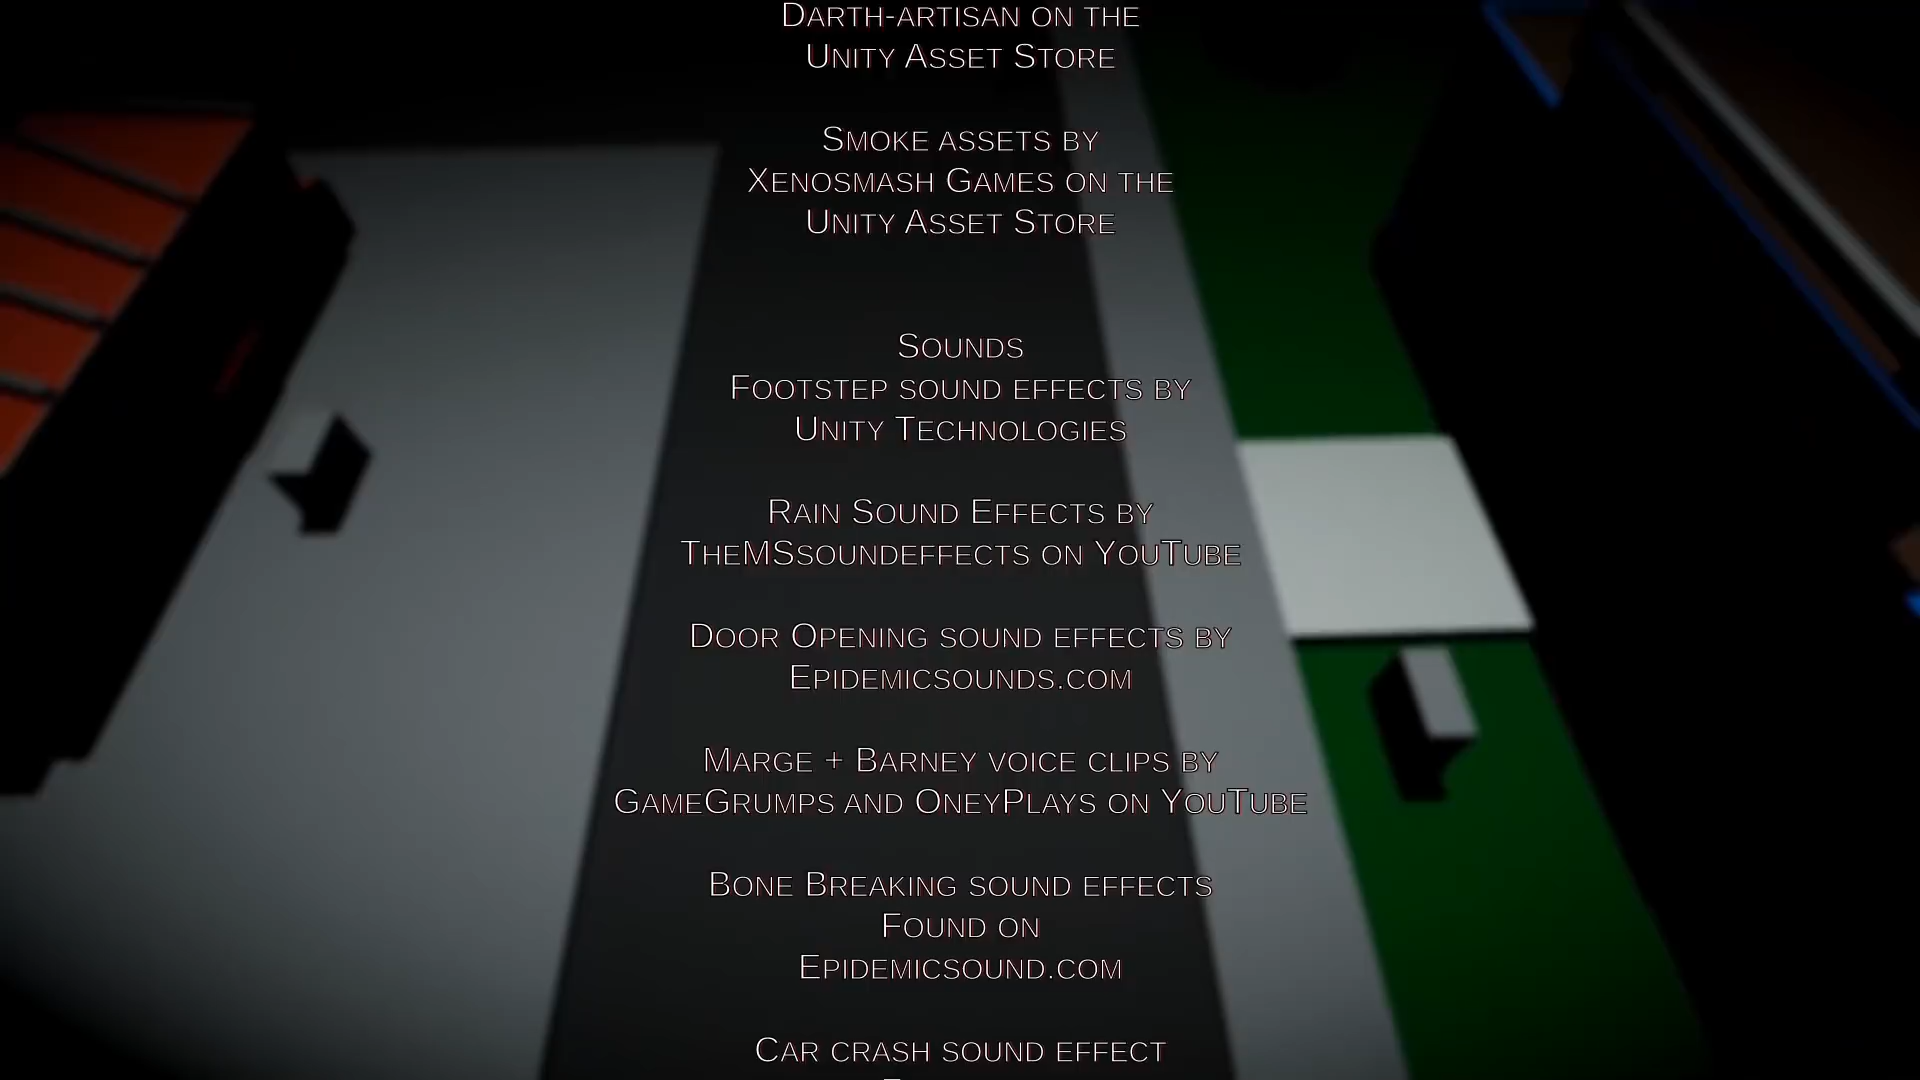 Darth-artisan on the
Unity Asset Store
Smoke assets by
Xenosmash Games on the
Unity Asset Store
Sounds
Footstep sound effects by
Unity Technologies
Rain Sound Effects by
TheMSsoundeffects on YouTube
Door Opening sound effects by
Epidemicsounds.com
Marge + Barney voice clips by
GameGrumps and OneyPlays on YouTube
Bone Breaking sound effects
Found on
Epidemicsound.com
Car crash sound effect